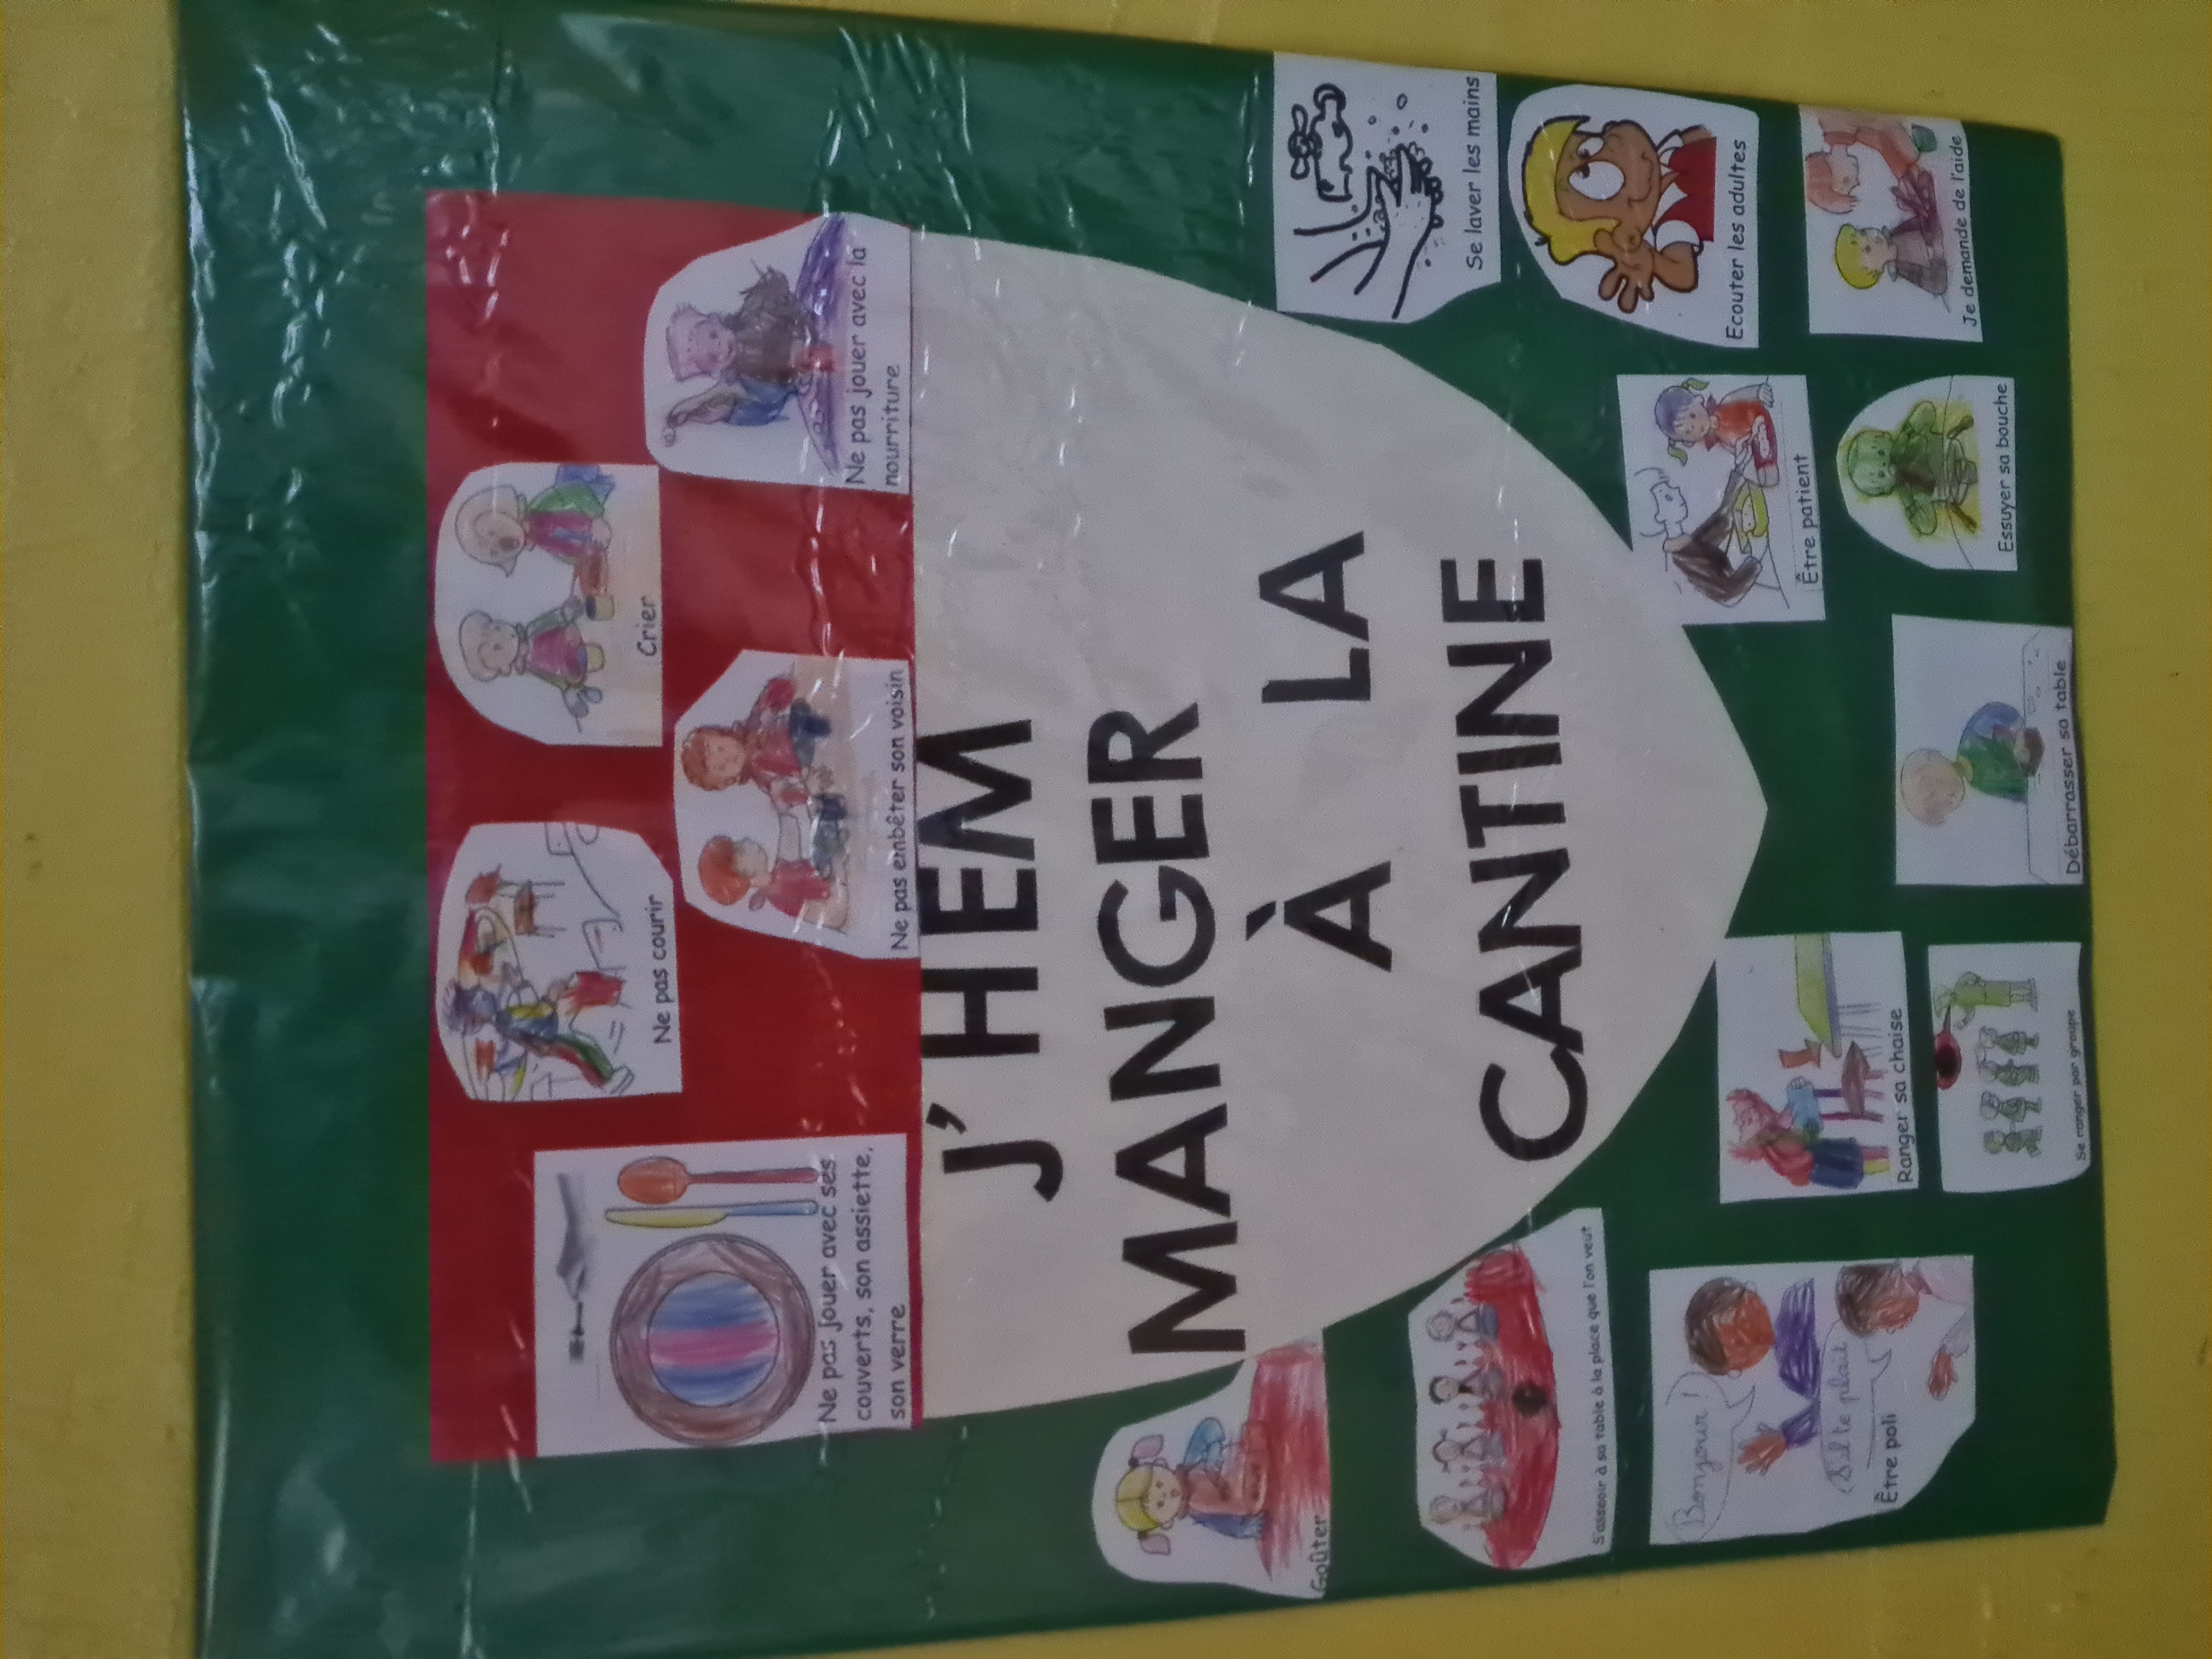 Ne pas jouer avec ses
couverts, son assiette,
son verre
Ne pas courir
Crier
Ne pas embêter son voisin
Ne pas jouer avec la
nourriture
J'HEM
MANGER
À LA
CANTINE
Goûter
S'asseoir à sa table à la place que l'on veut
Bonjour !
S'il te plaît
Être poli
Ranger sa chaise
Se ranger par groupe
Débarrasser sa table
Être patient
Essuyer sa bouche
Se laver les mains
Ecouter les adultes
Je demande de l'aide